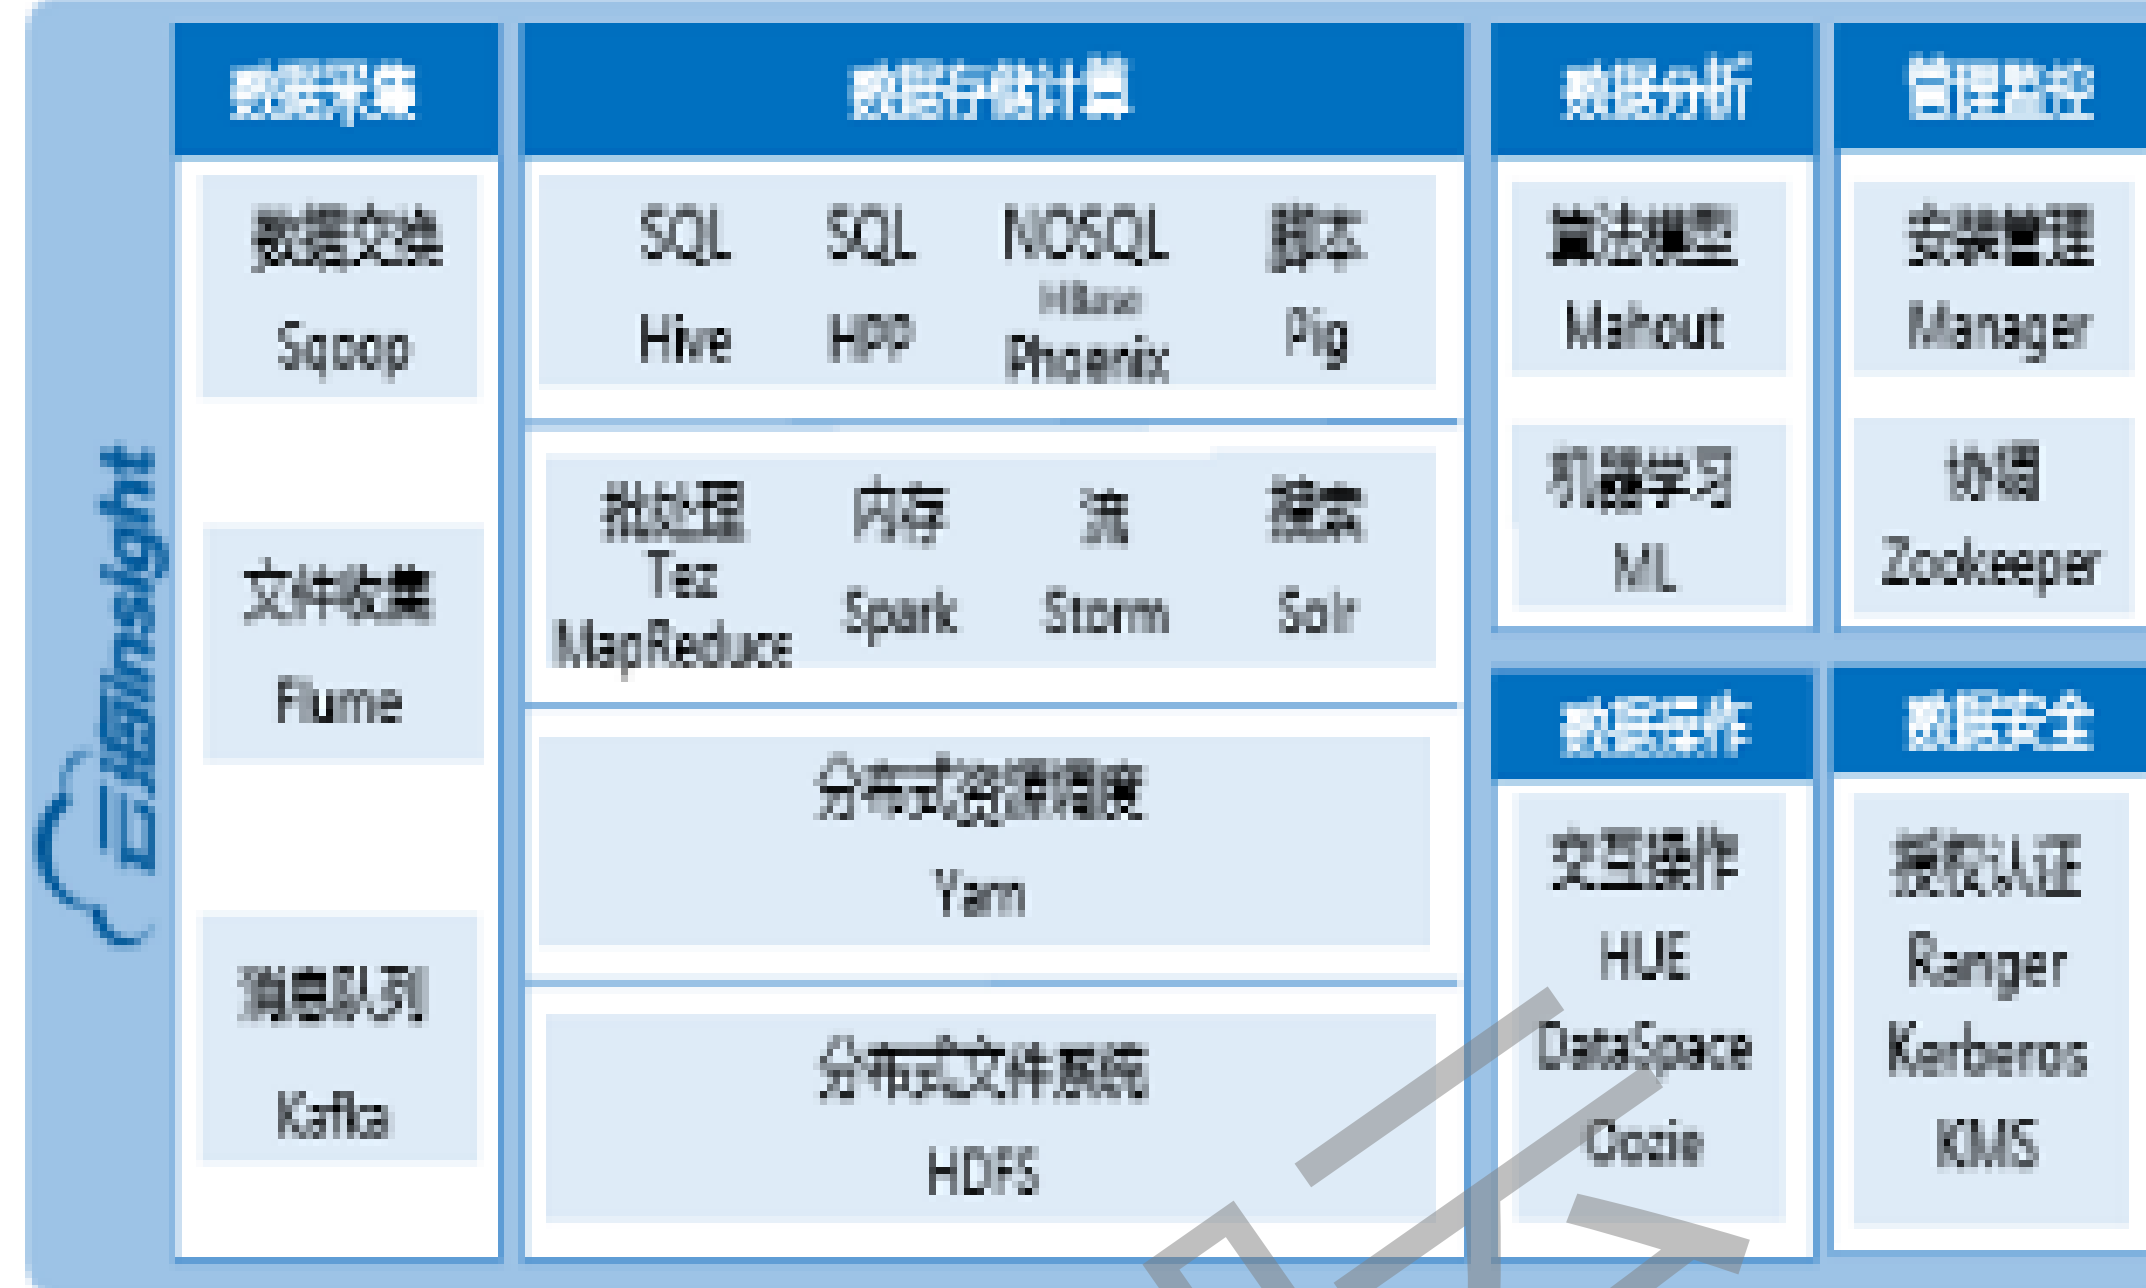 云海insight
数据采集
数据交换
Sqoop
文件收集
Flume
消息队列
Kafka
数据存储计算
SQL SQL NOSQL 脚本
Hive HPP HBase Phoenix Pig
批处理 内存 流 搜索
Tez
MapReduce Spark Storm Solr
分布式资源调度
Yarn
分布式文件系统
HDFS
数据分析
算法模型
Mahout
机器学习
ML
管理监控
安装管理
Manager
协调
Zookeeper
数据操作
交互操作
HUE
DataSpace
Oozie
数据安全
授权认证
Ranger
Kerberos
KMS